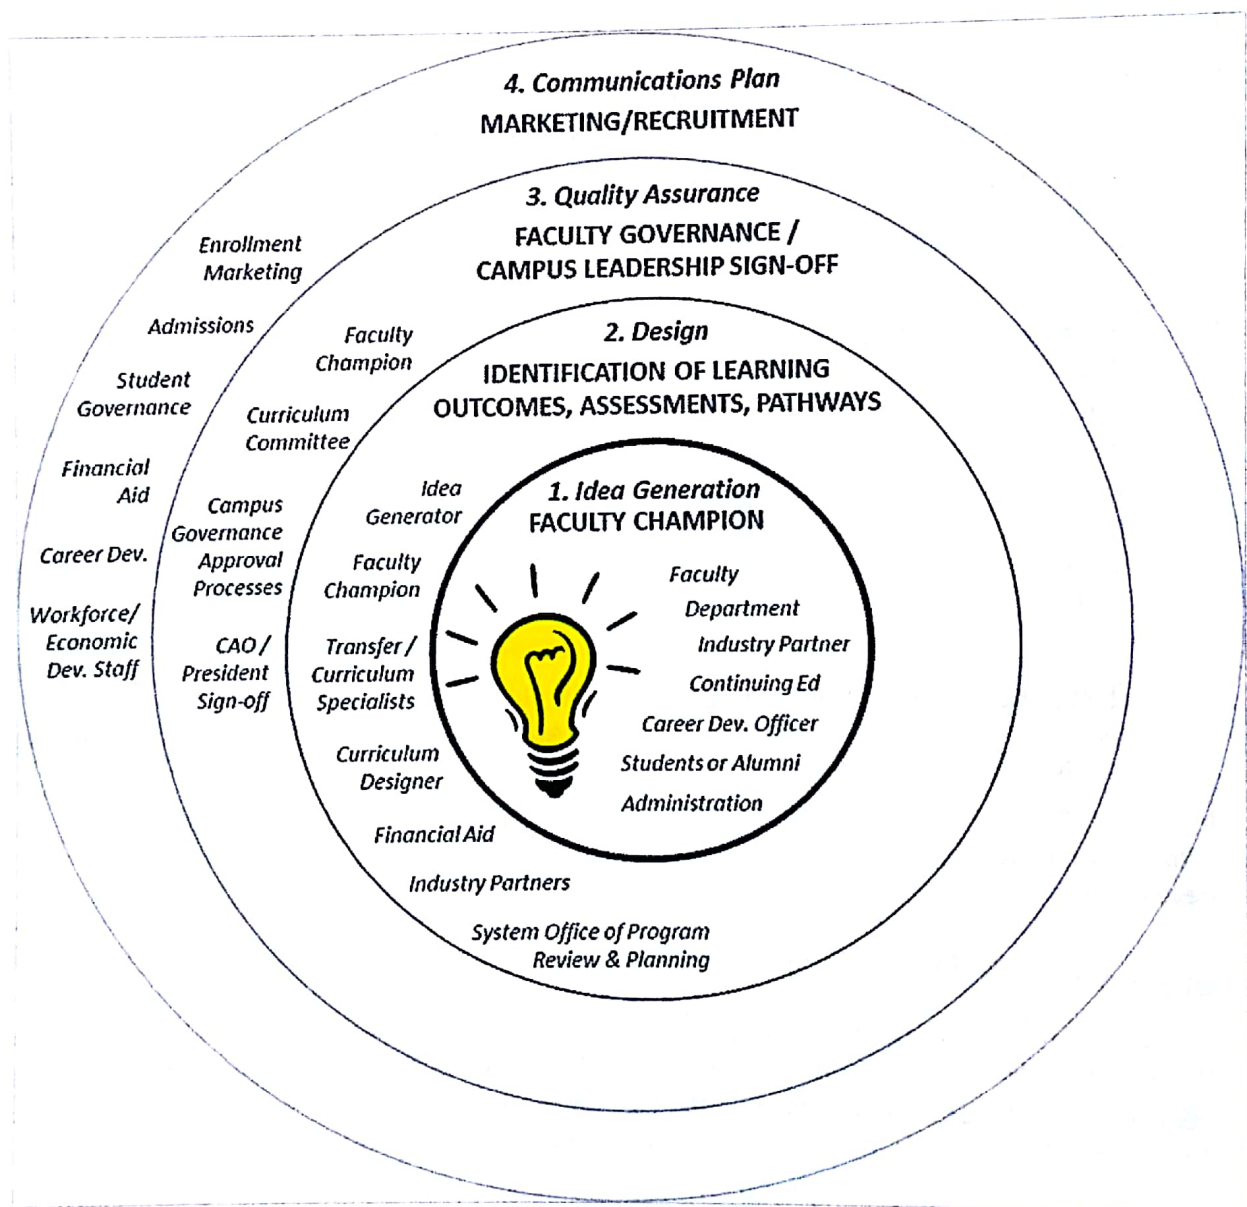 4. Communications Plan
MARKETING/RECRUITMENT
3. Quality Assurance
FACULTY GOVERNANCE /
CAMPUS LEADERSHIP SIGN-OFF
2. Design
IDENTIFICATION OF LEARNING
OUTCOMES, ASSESSMENTS, PATHWAYS
1. Idea Generation
FACULTY CHAMPION
Faculty
Department
Industry Partner
Continuing Ed
Career Dev. Officer
Students or Alumni
Administration
Idea
Generator
Faculty
Champion
Transfer /
Curriculum
Specialists
Curriculum
Designer
Financial Aid
Industry Partners
System Office of Program
Review & Planning
Faculty
Champion
Curriculum
Committee
Campus
Governance
Approval
Processes
CAO /
President
Sign-off
Enrollment
Marketing
Admissions
Student
Governance
Financial
Aid
Career Dev.
Workforce/
Economic
Dev. Staff